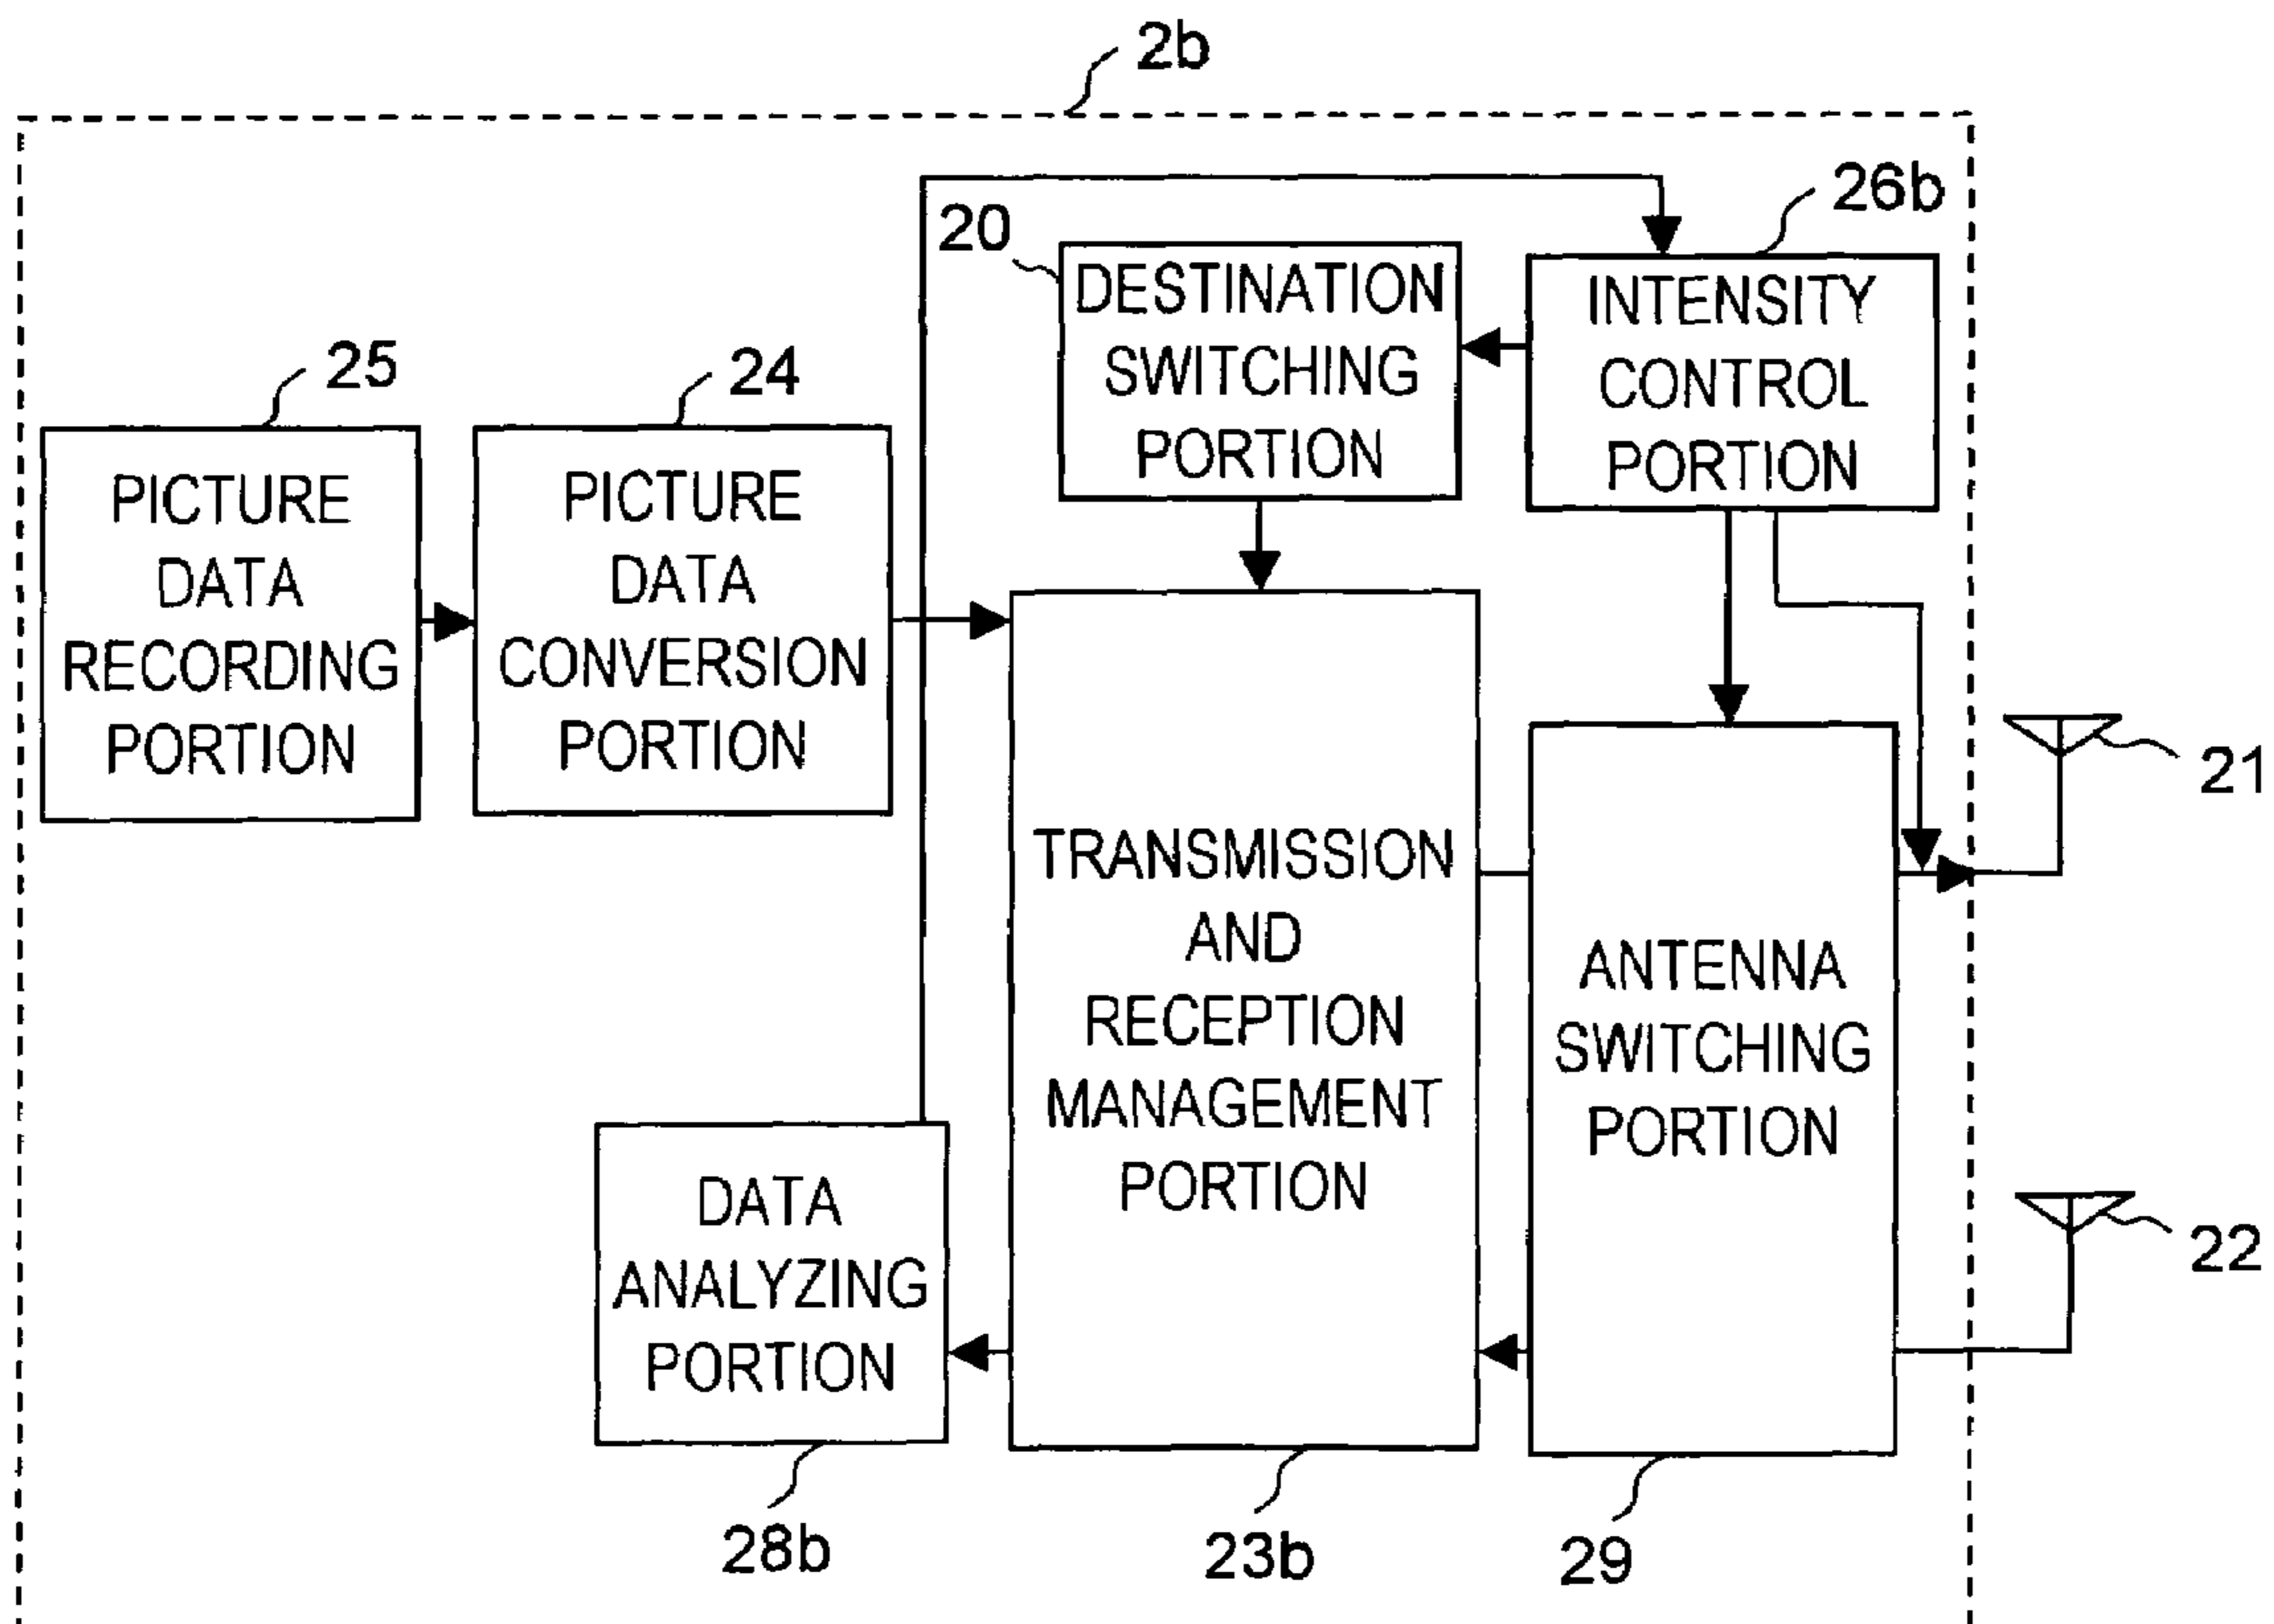 2b
26b
20
DESTINATION
SWITCHING
PORTION
INTENSITY
CONTROL
PORTION
25
24
PICTURE
DATA
RECORDING
PORTION
PICTURE
DATA
CONVERSION
PORTION
21
TRANSMISSION
AND
RECEPTION
MANAGEMENT
PORTION
ANTENNA
SWITCHING
PORTION
DATA
ANALYZING
PORTION
22
28b
23b
29